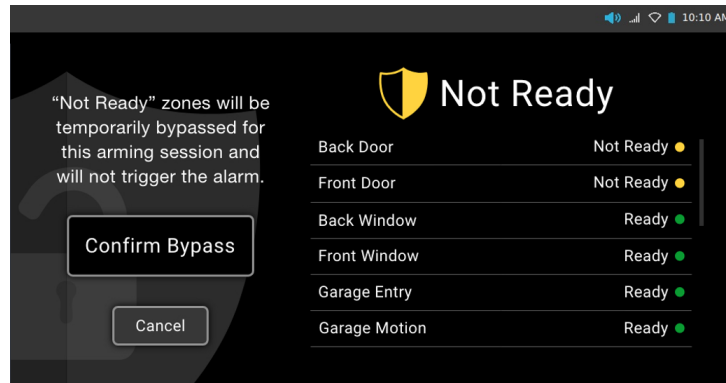 10:10 AM
“Not Ready” zones will be
temporarily bypassed for
this arming session and
will not trigger the alarm.
Confirm Bypass
Cancel
Not Ready
Back Door Not Ready
Front Door Not Ready
Back Window Ready
Front Window Ready
Garage Entry Ready
Garage Motion Ready